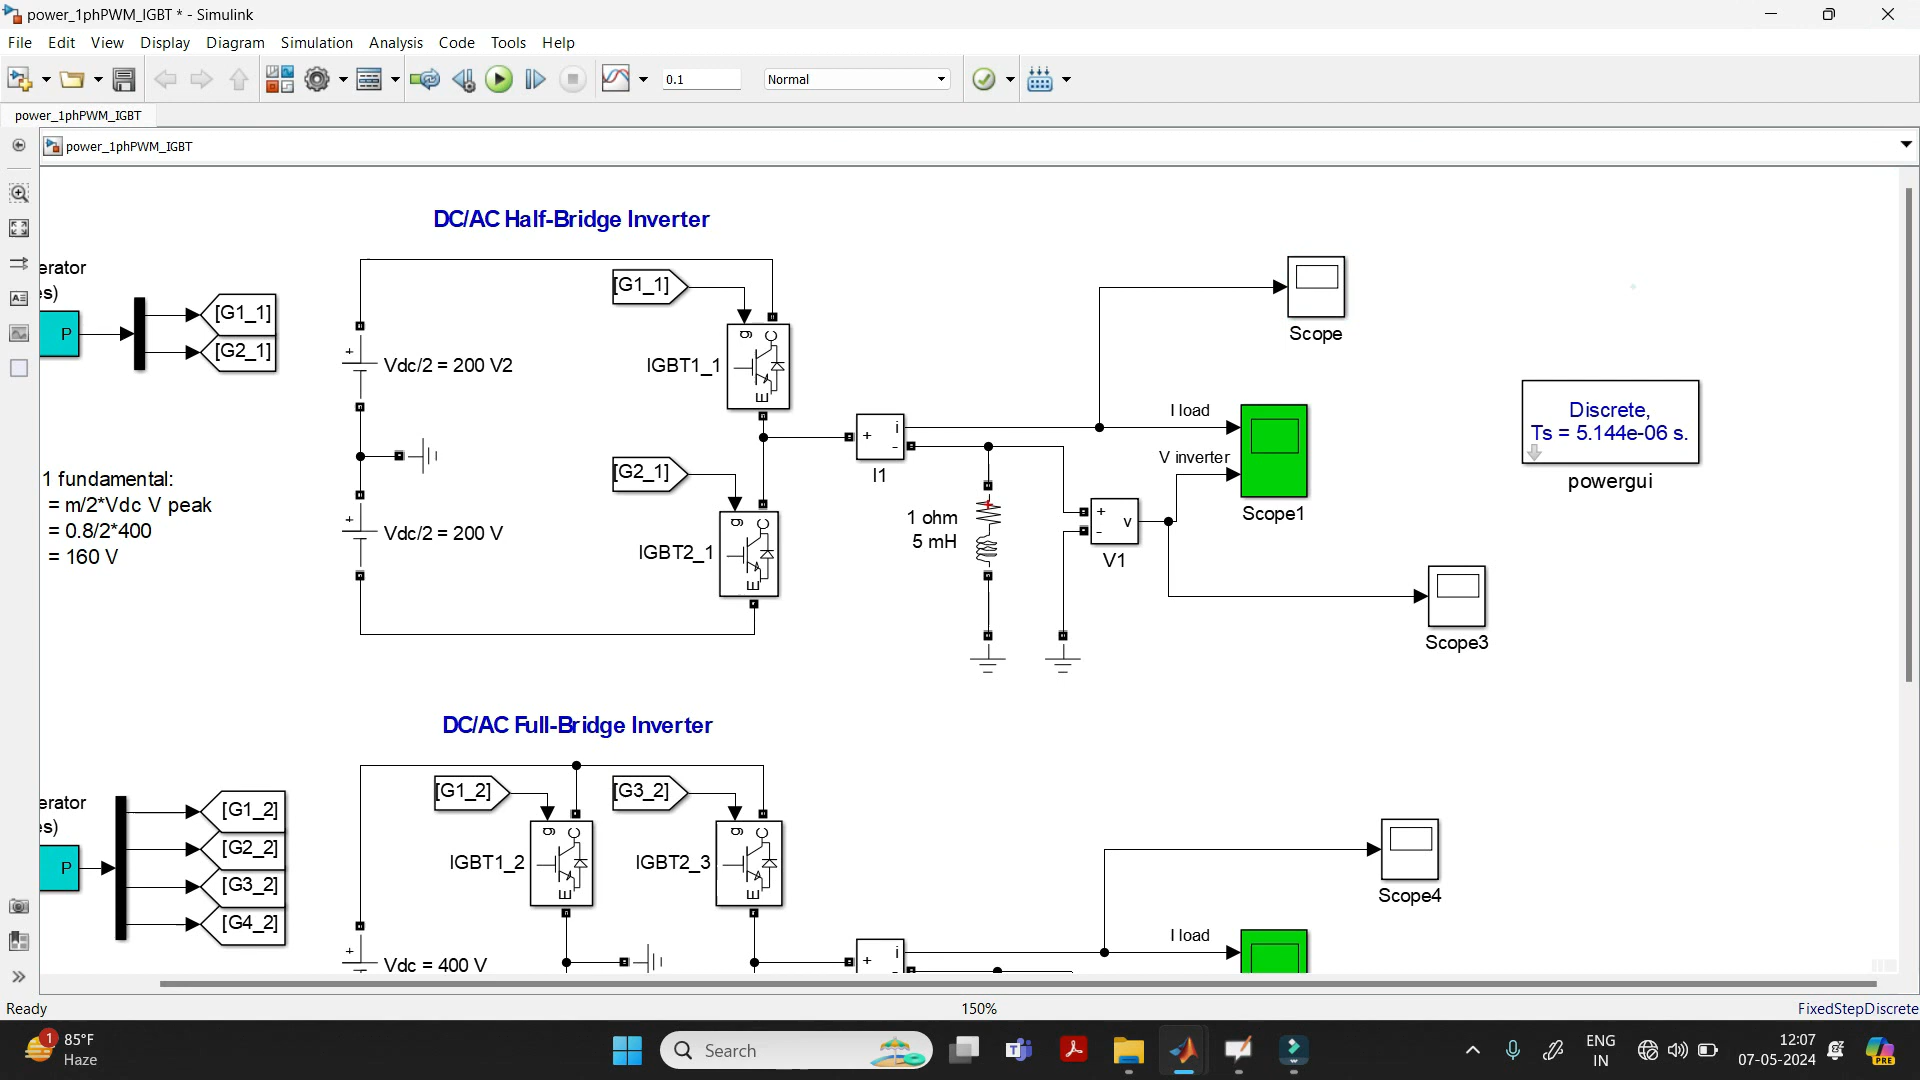 power_1phPWM_IGBT * - Simulink
File Edit View Display Diagram Simulation Analysis Code Tools Help
0.1
Normal
power_1phPWM_IGBT
power_1phPWM_IGBT
DC/AC Half-Bridge Inverter
erator
es)
P
[G1_1]
[G2_1]
+
Vdc/2 = 200 V2
[G1_1]
g C
E
IGBT1_1
1 fundamental:
= m/2*Vdc V peak
= 0.8/2*400
= 160 V
+
Vdc/2 = 200 V
[G2_1]
g C
E
IGBT2_1
+ i
-
I1
1 ohm
5 mH
+
- v
V1
I load
V inverter
Scope
Scope1
Scope3
Discrete,
Ts = 5.144e-06 s.
powergui
DC/AC Full-Bridge Inverter
erator
es)
P
[G1_2]
[G2_2]
[G3_2]
[G4_2]
+
Vdc = 400 V
[G1_2]
g C
E
IGBT1_2
[G3_2]
g C
E
IGBT2_3
+ i
I load
Scope4
Ready
150%
FixedStepDiscrete
1
85°F
Haze
Search
ENG
IN
12:07
07-05-2024
PRE